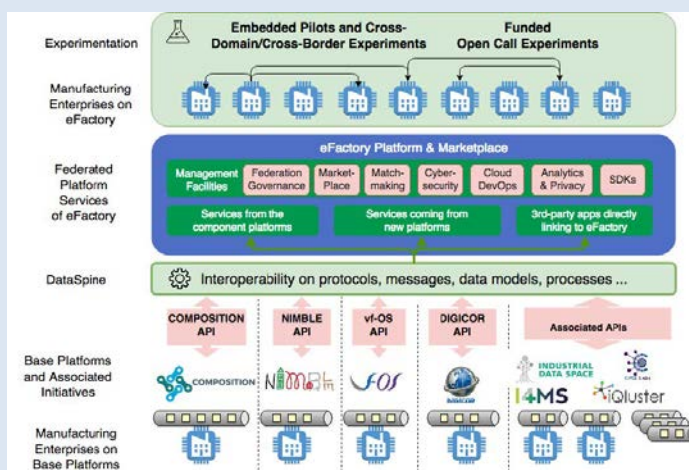 Experimentation
Embedded Pilots and Cross-
Domain/Cross-Border Experiments
Funded
Open Call Experiments
Manufacturing
Enterprises on
eFactory
eFactory Platform & Marketplace
Federated
Platform
Services
of eFactory
Management
Facilities
Federation
Governance
Market-
Place
Match-
making
Cyber-
security
Cloud
DevOps
Analytics
& Privacy
SDKs
Services from the
component platforms
Services coming from
new platforms
3rd-party apps directly
linking to eFactory
DataSpine
Interoperability on protocols, messages, data models, processes ...
COMPOSITION
API
NIMBLE
API
vf-OS
API
DIGICOR
API
Associated APIs
Base Platforms
and Associated
Initiatives
COMPOSITION
NIMBLE
vf-OS
INDUSTRIAL
DATA SPACE
I4MS
iQluster
Manufacturing
Enterprises on
Base Platforms